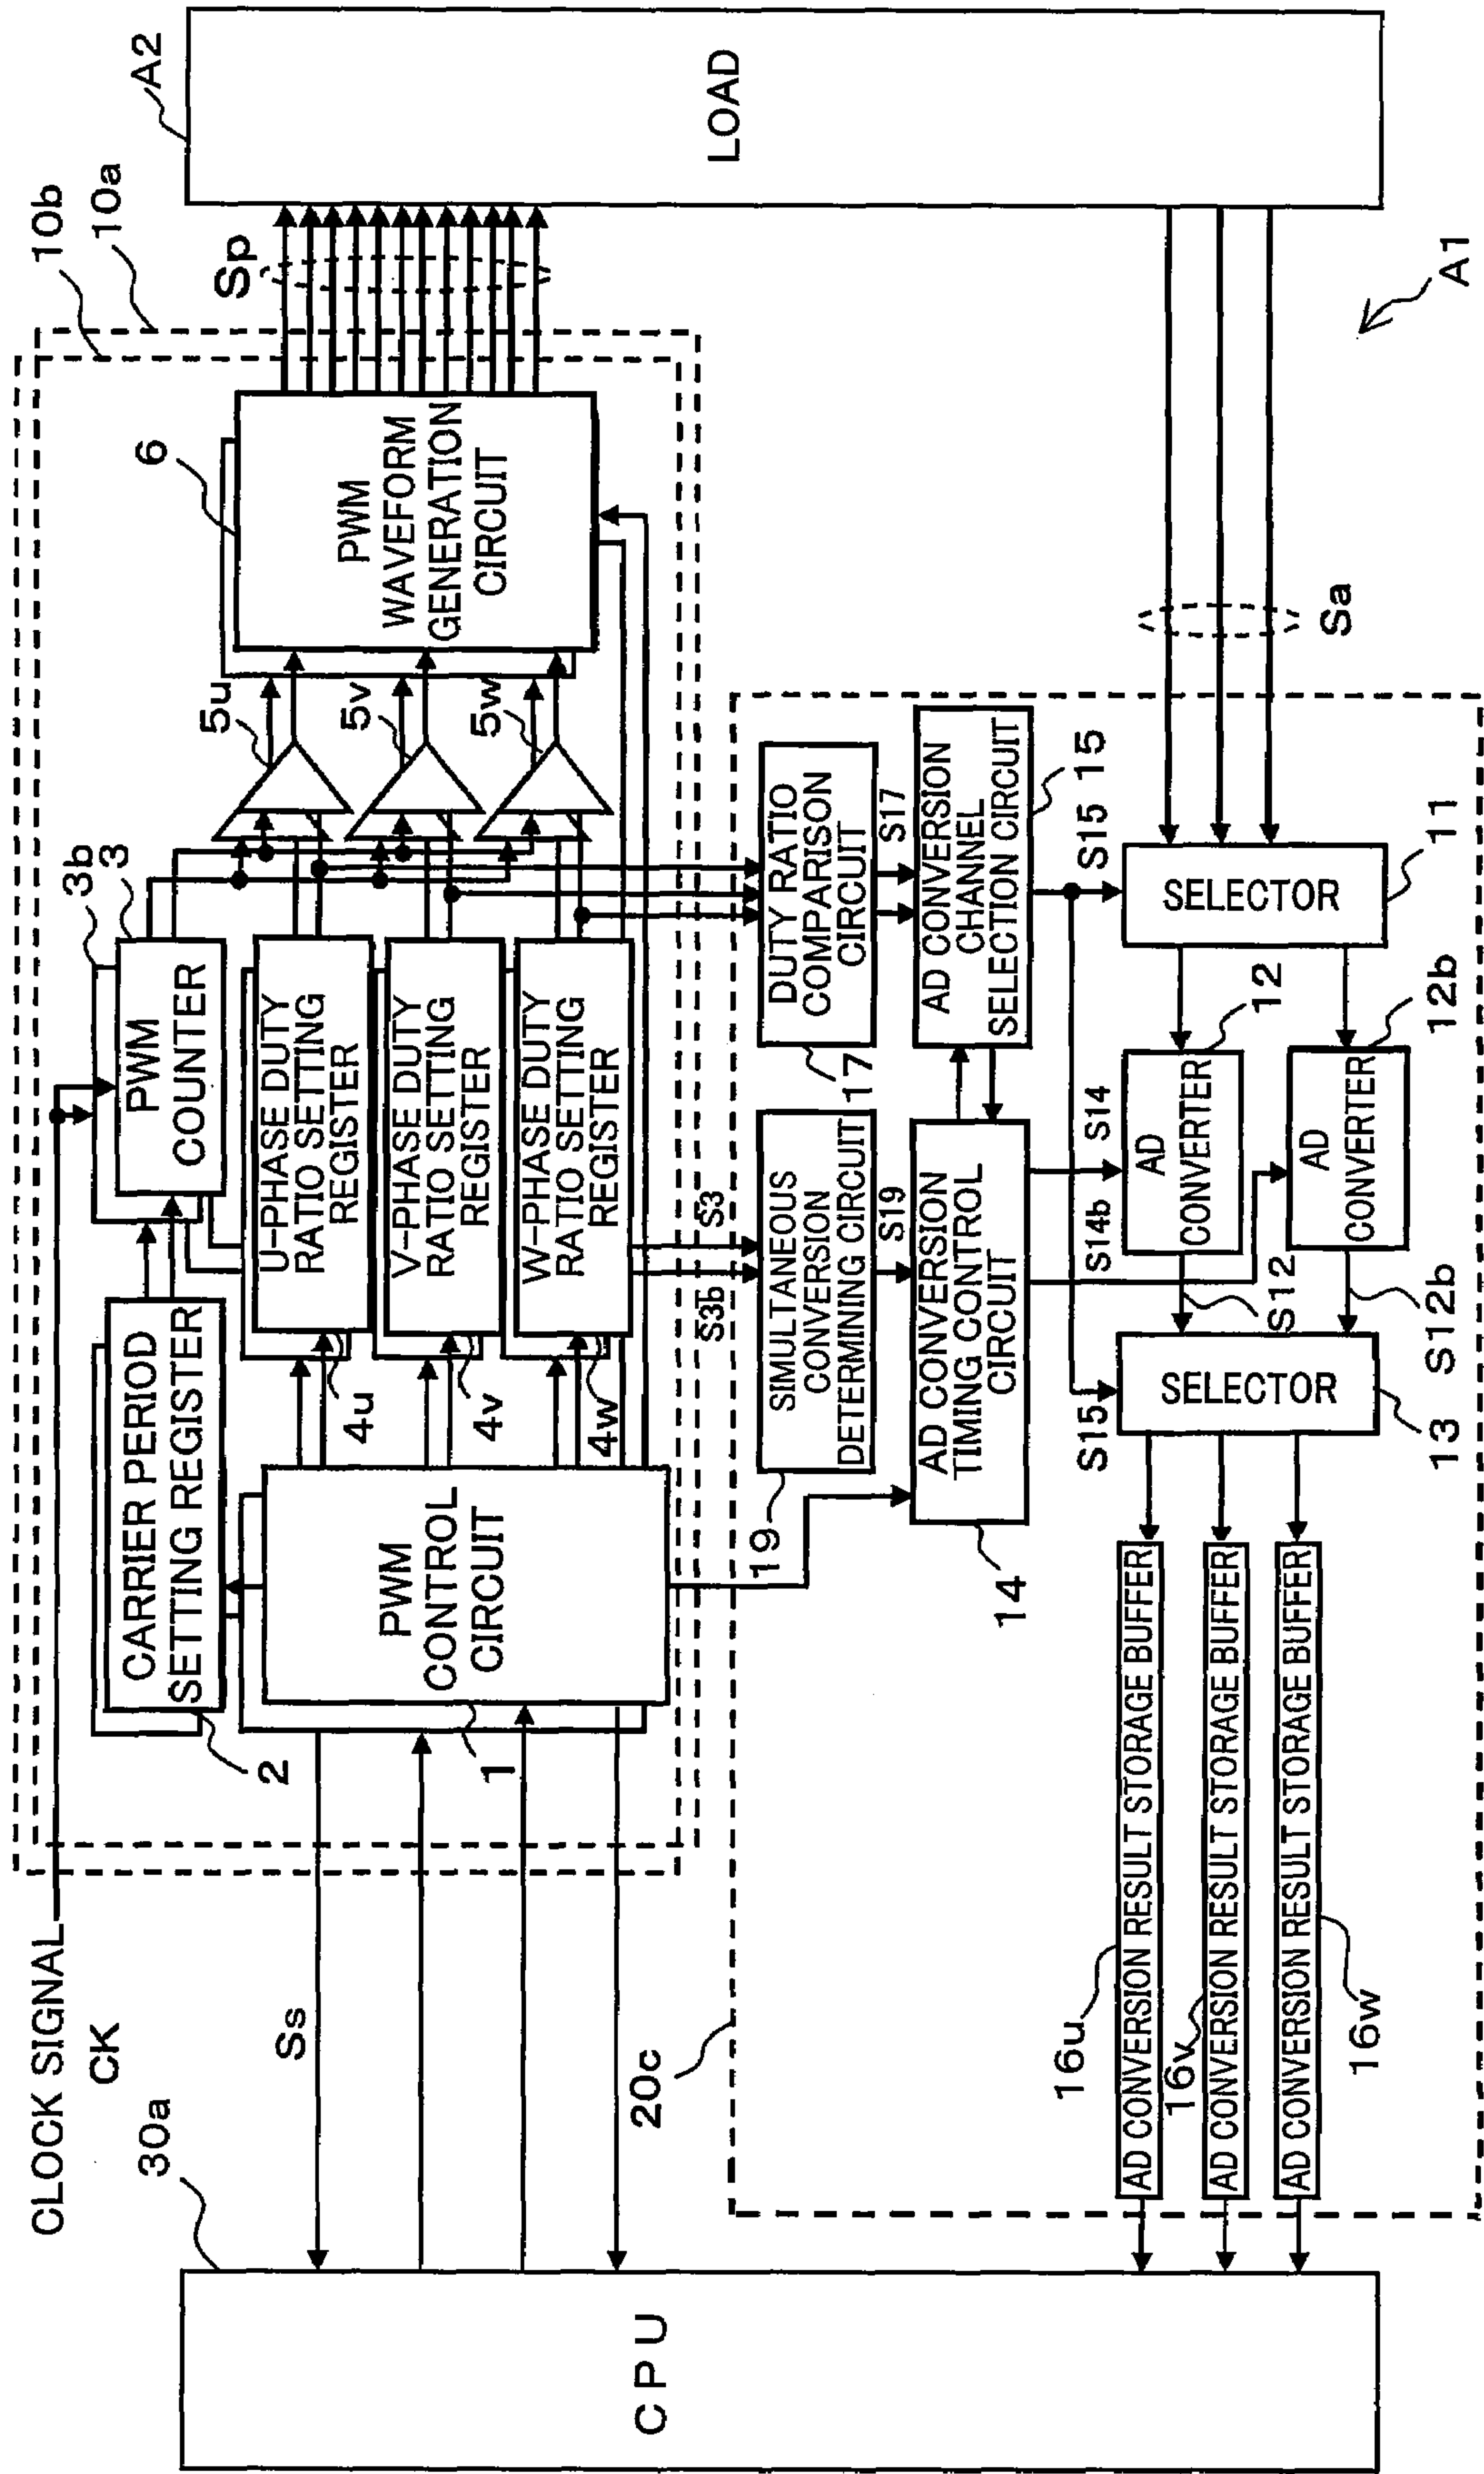 CLOCK SIGNAL
CK
30a
CPU
Ss
20c
2
CARRIER PERIOD
SETTING REGISTER
1
PWM
CONTROL
CIRCUIT
3b
3
PWM
COUNTER
U-PHASE DUTY
RATIO SETTING
REGISTER
4u
V-PHASE DUTY
RATIO SETTING
REGISTER
4v
W-PHASE DUTY
RATIO SETTING
REGISTER
4w
5u
5v
5w
6
PWM
WAVEFORM
GENERATION
CIRCUIT
10b
10a
Sp
A2
LOAD
S3b
S3
19
SIMULTANEOUS
CONVERSION
DETERMINING CIRCUIT
S19
17
DUTY RATIO
COMPARISON
CIRCUIT
S17
14
AD CONVERSION
TIMING CONTROL
CIRCUIT
AD CONVERSION
CHANNEL
SELECTION CIRCUIT
15
S14b
S14
S15
S15
SELECTOR
11
12
AD
CONVERTER
12b
AD
CONVERTER
S12
S12b
SELECTOR
13
16u
AD CONVERSION RESULT STORAGE BUFFER
16v
AD CONVERSION RESULT STORAGE BUFFER
AD CONVERSION RESULT STORAGE BUFFER
16w
Sa
A1